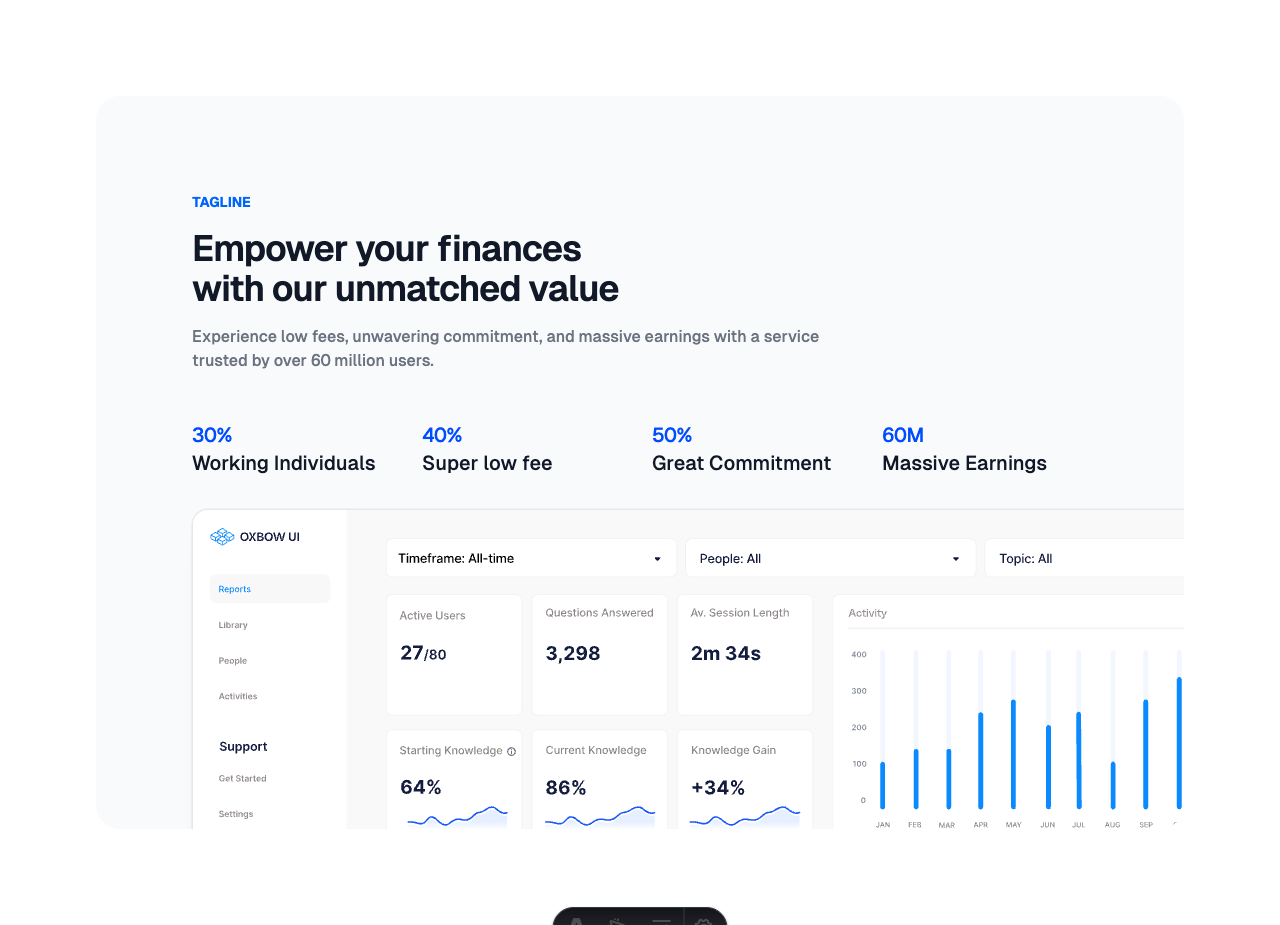 TAGLINE
Empower your finances
with our unmatched value
Experience low fees, unwavering commitment, and massive earnings with a service
trusted by over 60 million users.
30%
Working Individuals
40%
Super low fee
50%
Great Commitment
60M
Massive Earnings
OXBOW UI
Reports
Library
People
Activities
Support
Get Started
Settings
Timeframe: All-time
People: All
Topic: All
Active Users
27/80
Questions Answered
3,298
Av. Session Length
2m 34s
Starting Knowledge
64%
Current Knowledge
86%
Knowledge Gain
+34%
Activity
400
300
200
100
0
JAN FEB MAR APR MAY JUN JUL AUG SEP